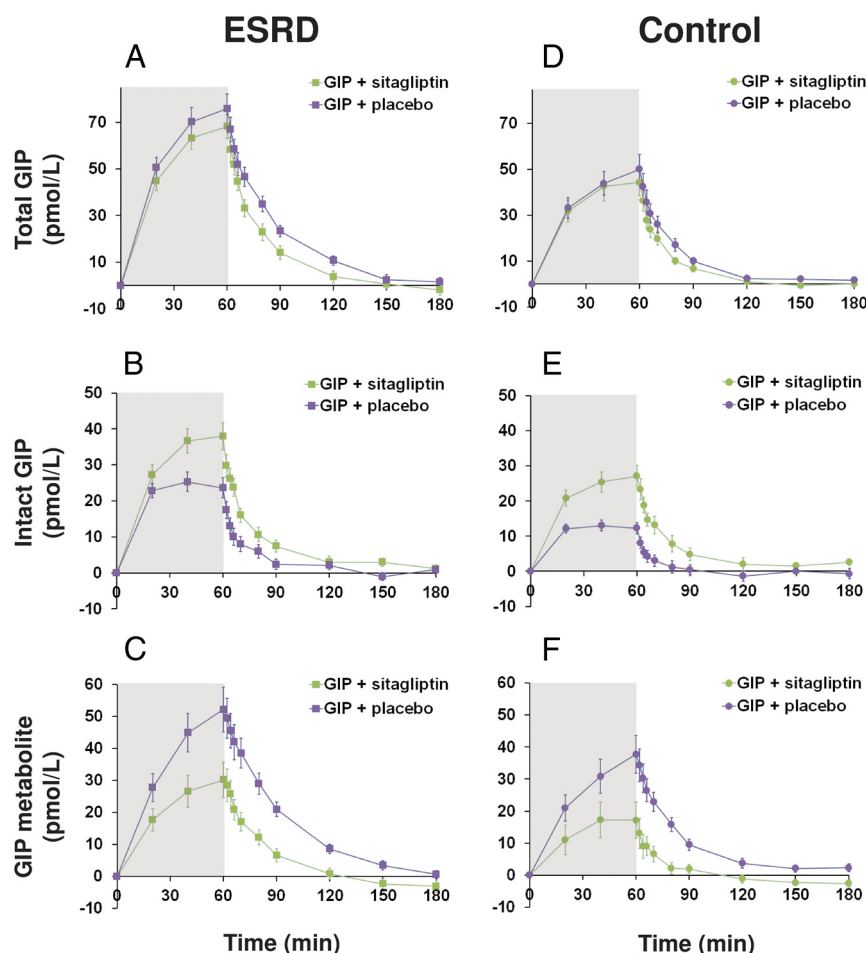 ESRD
Control
A
GIP + sitagliptin
GIP + placebo
Total GIP
(pmol/L)
70
50
30
10
-10
0 30 60 90 120 150 180
D
GIP + sitagliptin
GIP + placebo
70
50
30
10
-10
0 30 60 90 120 150 180
B
GIP + sitagliptin
GIP + placebo
Intact GIP
(pmol/L)
50
40
30
20
10
0
-10
0 30 60 90 120 150 180
E
GIP + sitagliptin
GIP + placebo
50
40
30
20
10
0
-10
0 30 60 90 120 150 180
C
GIP + sitagliptin
GIP + placebo
GIP metabolite
(pmol/L)
60
50
40
30
20
10
0
-10
0 30 60 90 120 150 180
Time (min)
F
GIP + sitagliptin
GIP + placebo
60
50
40
30
20
10
0
-10
0 30 60 90 120 150 180
Time (min)